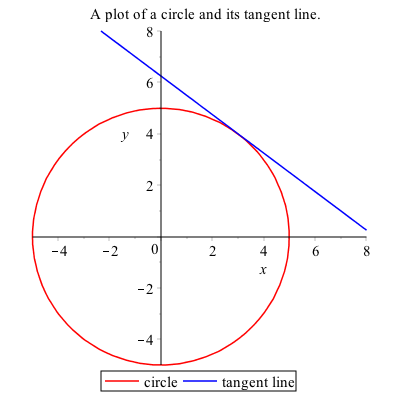 A plot of a circle and its tangent line.
8
6
y 4
2
−4 −2 0 2 4 6 8
x
−2
−4
circle tangent line